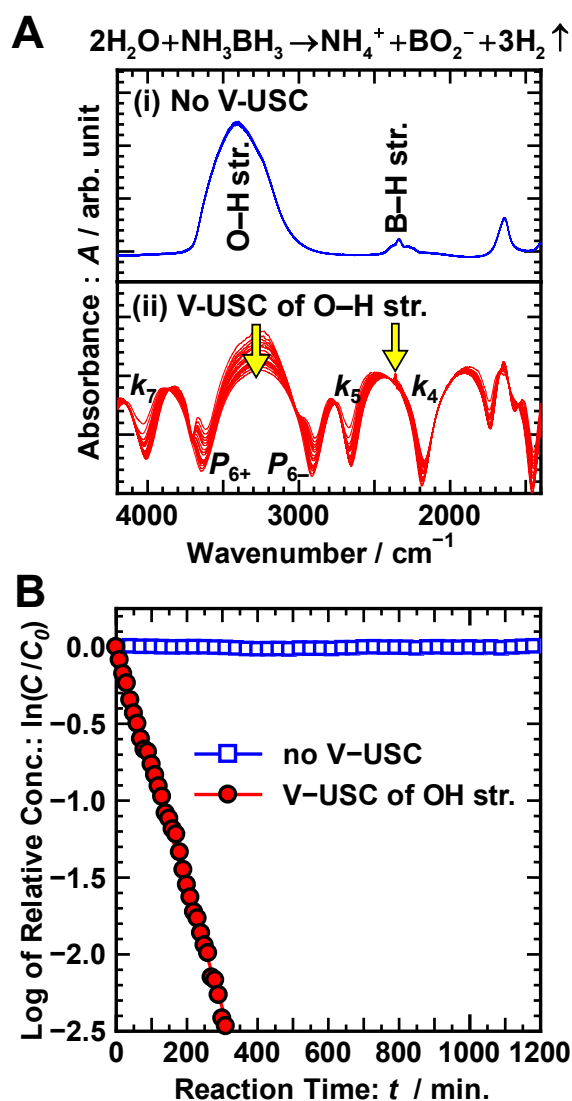 A
2H₂O+NH₃BH₃→NH₄⁺+BO₂⁻+3H₂↑
(i) No V-USC
O–H str.
B–H str.
(ii) V-USC of O–H str.
k₇
k₅
k₄
P₆₊
P₆₋
Absorbance : A / arb. unit
4000 3000 2000
Wavenumber / cm⁻¹
B
0.0
−0.5
−1.0
−1.5
−2.0
−2.5
no V−USC
V−USC of OH str.
Log of Relative Conc.: ln(C/C₀)
0 200 400 600 800 1000 1200
Reaction Time: t / min.